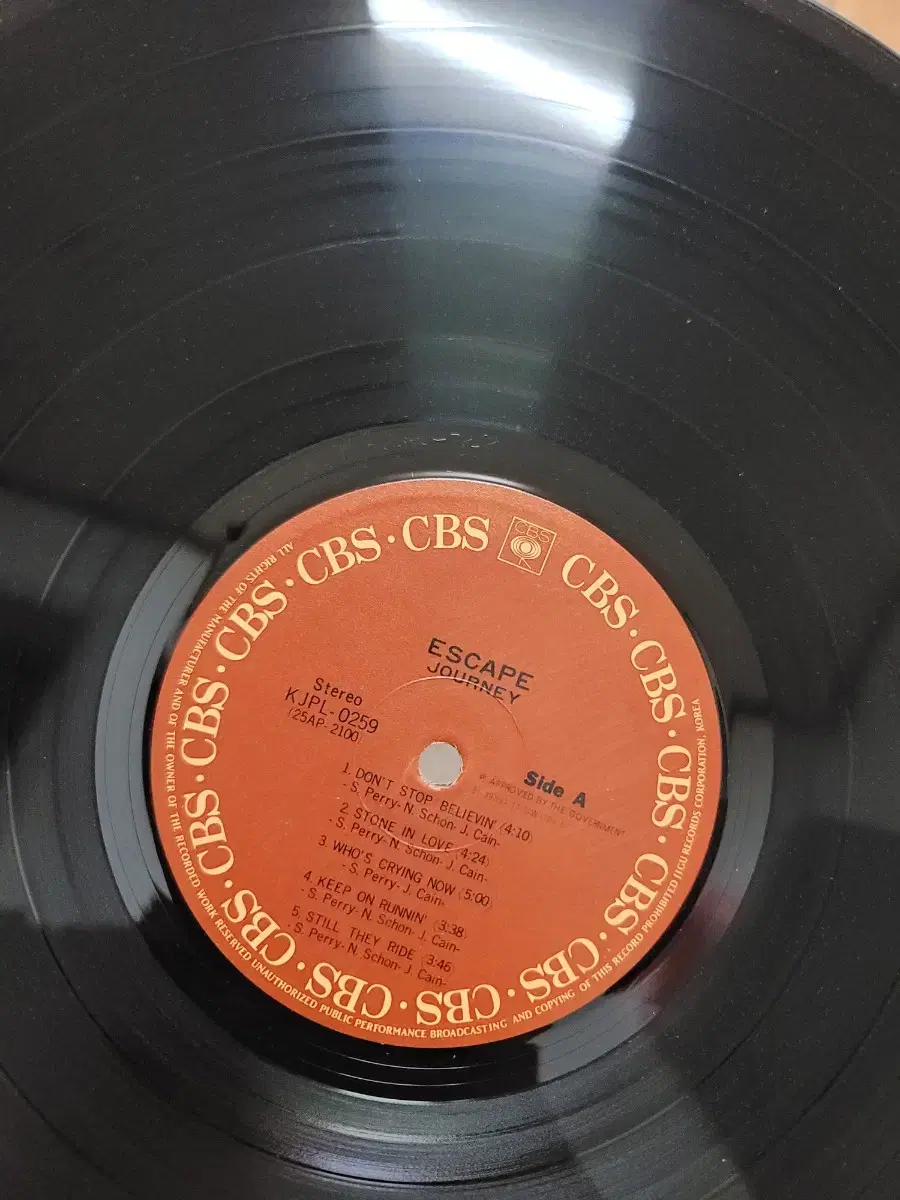 CBS · CBS · CBS · CBS · CBS · CBS · CBS · CBS · CBS · CBS · CBS · CBS · CBS · CBS
CBS
ESCAPE
JOURNEY
Stereo
KJPL-0259
(25AP-2100)
Side A
℗ APPROVED BY THE GOVERNMENT
1. DON'T STOP BELIEVIN' (4:10)
- S. Perry- N. Schon- J. Cain-
2. STONE IN LOVE (4:24)
- S. Perry- N. Schon- J. Cain-
3. WHO'S CRYING NOW (5:00)
- S. Perry- J. Cain-
4. KEEP ON RUNNIN' (3:38)
- S. Perry- N. Schon- J. Cain-
5. STILL THEY RIDE (3:46)
- S. Perry- N. Schon- J. Cain-
ALL RIGHTS OF THE MANUFACTURER AND OF THE OWNER OF THE RECORDED WORK RESERVED UNAUTHORIZED PUBLIC PERFORMANCE BROADCASTING AND COPYING OF THIS RECORD PROHIBITED JIGU RECORDS CORPORATION, KOREA